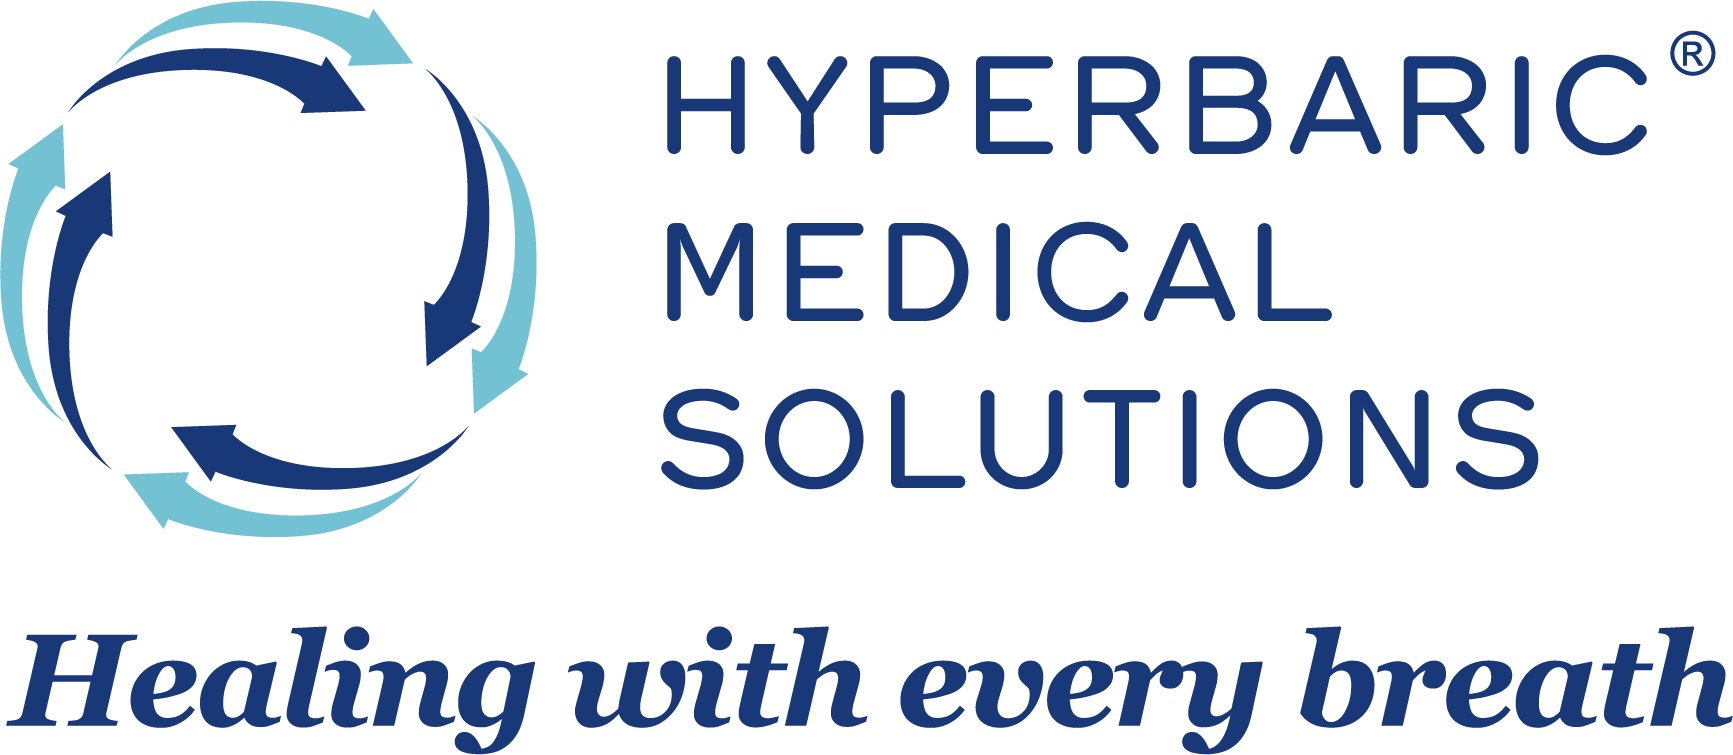 HYPERBARIC®
MEDICAL
SOLUTIONS
Healing with every breath